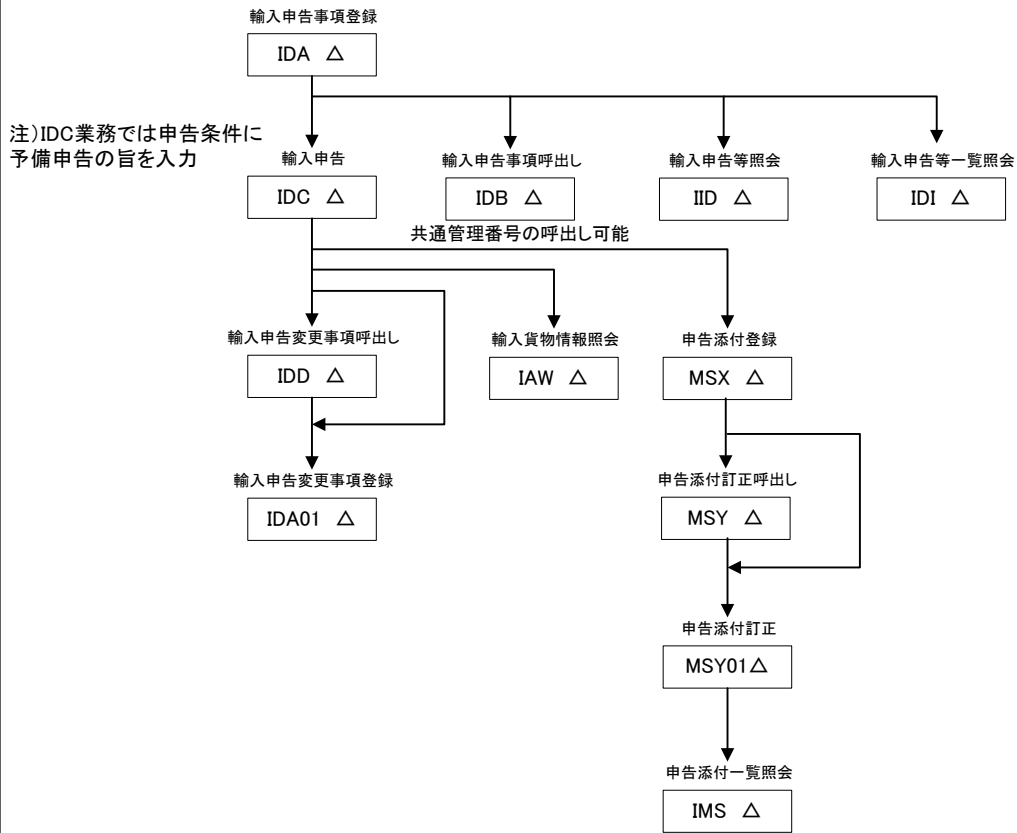 輸入申告事項登録
IDA △
注)IDC業務では申告条件に
予備申告の旨を入力
輸入申告
IDC △
輸入申告事項呼出し
IDB △
輸入申告等照会
IID △
輸入申告等一覧照会
IDI △
共通管理番号の呼出し可能
輸入申告変更事項呼出し
IDD △
輸入貨物情報照会
IAW △
申告添付登録
MSX △
輸入申告変更事項登録
IDA01 △
申告添付訂正呼出し
MSY △
申告添付訂正
MSY01△
申告添付一覧照会
IMS △